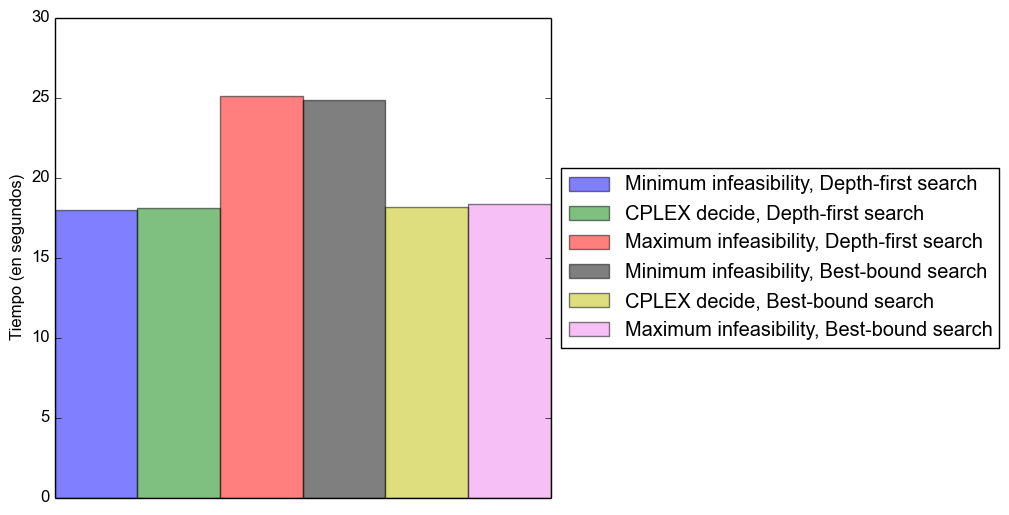 30
25
20
15
10
5
0
Tiempo (en segundos)
Minimum infeasibility, Depth-first search
CPLEX decide, Depth-first search
Maximum infeasibility, Depth-first search
Minimum infeasibility, Best-bound search
CPLEX decide, Best-bound search
Maximum infeasibility, Best-bound search